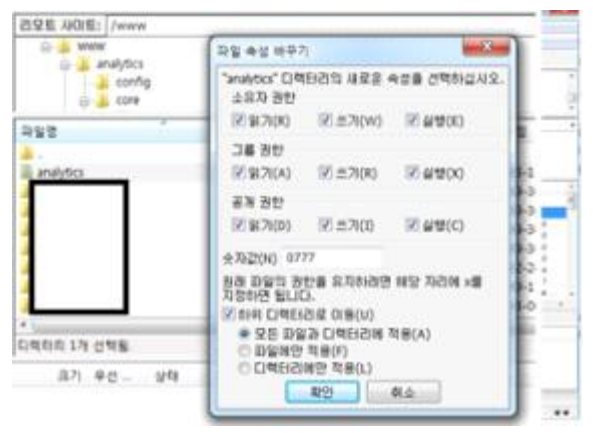 리모트 사이트: /www
www
analytics
config
core
파일명
analytics
디렉터리 1개 선택됨.
크기 우선 ... 상태
파일 속성 바꾸기
"analytics" 디렉터리의 새로운 속성을 선택하십시오.
소유자 권한
읽기(R) 쓰기(W) 실행(E)
그룹 권한
읽기(A) 쓰기(R) 실행(X)
공개 권한
읽기(D) 쓰기(I) 실행(C)
숫자값(N) 0777
원래 파일의 권한을 유지하려면 해당 자리에 x를
지정하면 됩니다.
하위 디렉터리로 이동(U)
모든 파일과 디렉터리에 적용(A)
파일에만 적용(F)
디렉터리에만 적용(L)
확인 취소